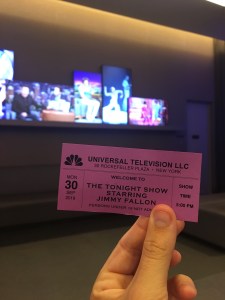 UNIVERSAL TELEVISION LLC
30 ROCKEFELLER PLAZA • NEW YORK
WELCOME TO
MON
30
SEP
2019
THE TONIGHT SHOW
STARRING
JIMMY FALLON
SHOW
TIME
5:00 PM